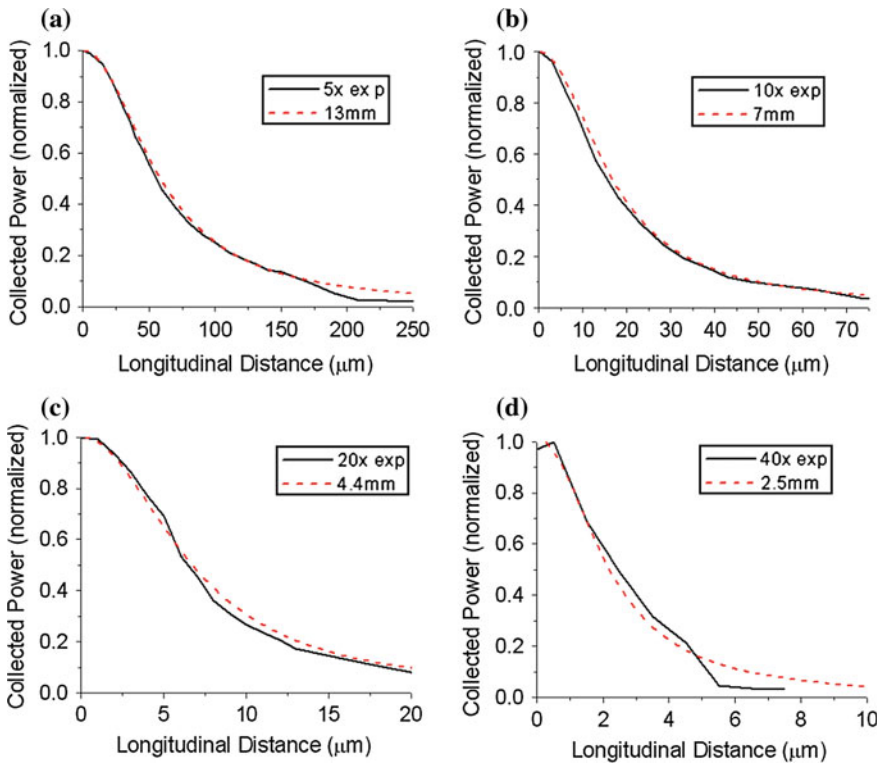 (a)
1.0
0.8
0.6
0.4
0.2
0.0
Collected Power (normalized)
5x ex p
13mm
0 50 100 150 200 250
Longitudinal Distance (μm)
(b)
1.0
0.8
0.6
0.4
0.2
0.0
Collected Power (normalized)
10x exp
7mm
0 10 20 30 40 50 60 70
Longitudinal Distance (μm)
(c)
1.0
0.8
0.6
0.4
0.2
0.0
Collected Power (normalized)
20x exp
4.4mm
0 5 10 15 20
Longitudinal Distance (μm)
(d)
1.0
0.8
0.6
0.4
0.2
0.0
Collected Power (normalized)
40x exp
2.5mm
0 2 4 6 8 10
Longitudinal Distance (μm)